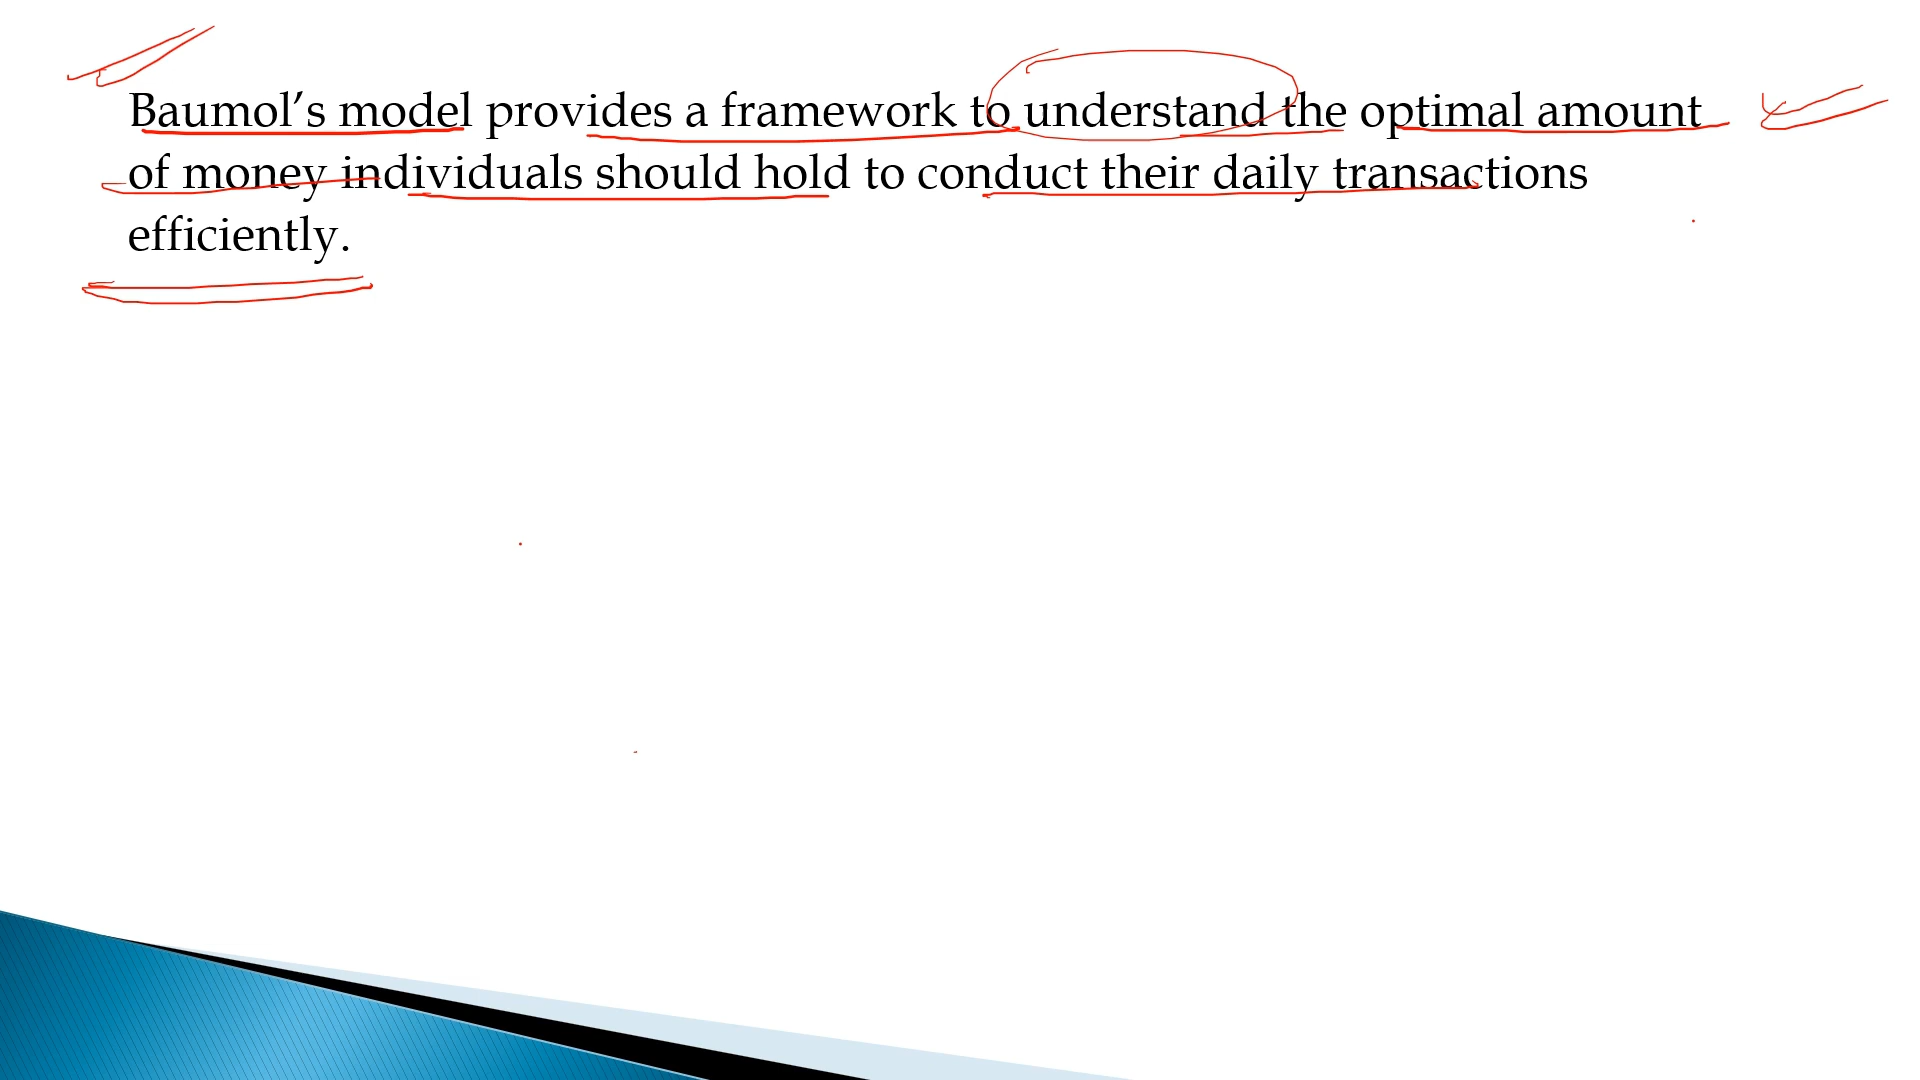 Baumol’s model provides a framework to understand the optimal amount
of money individuals should hold to conduct their daily transactions
efficiently.